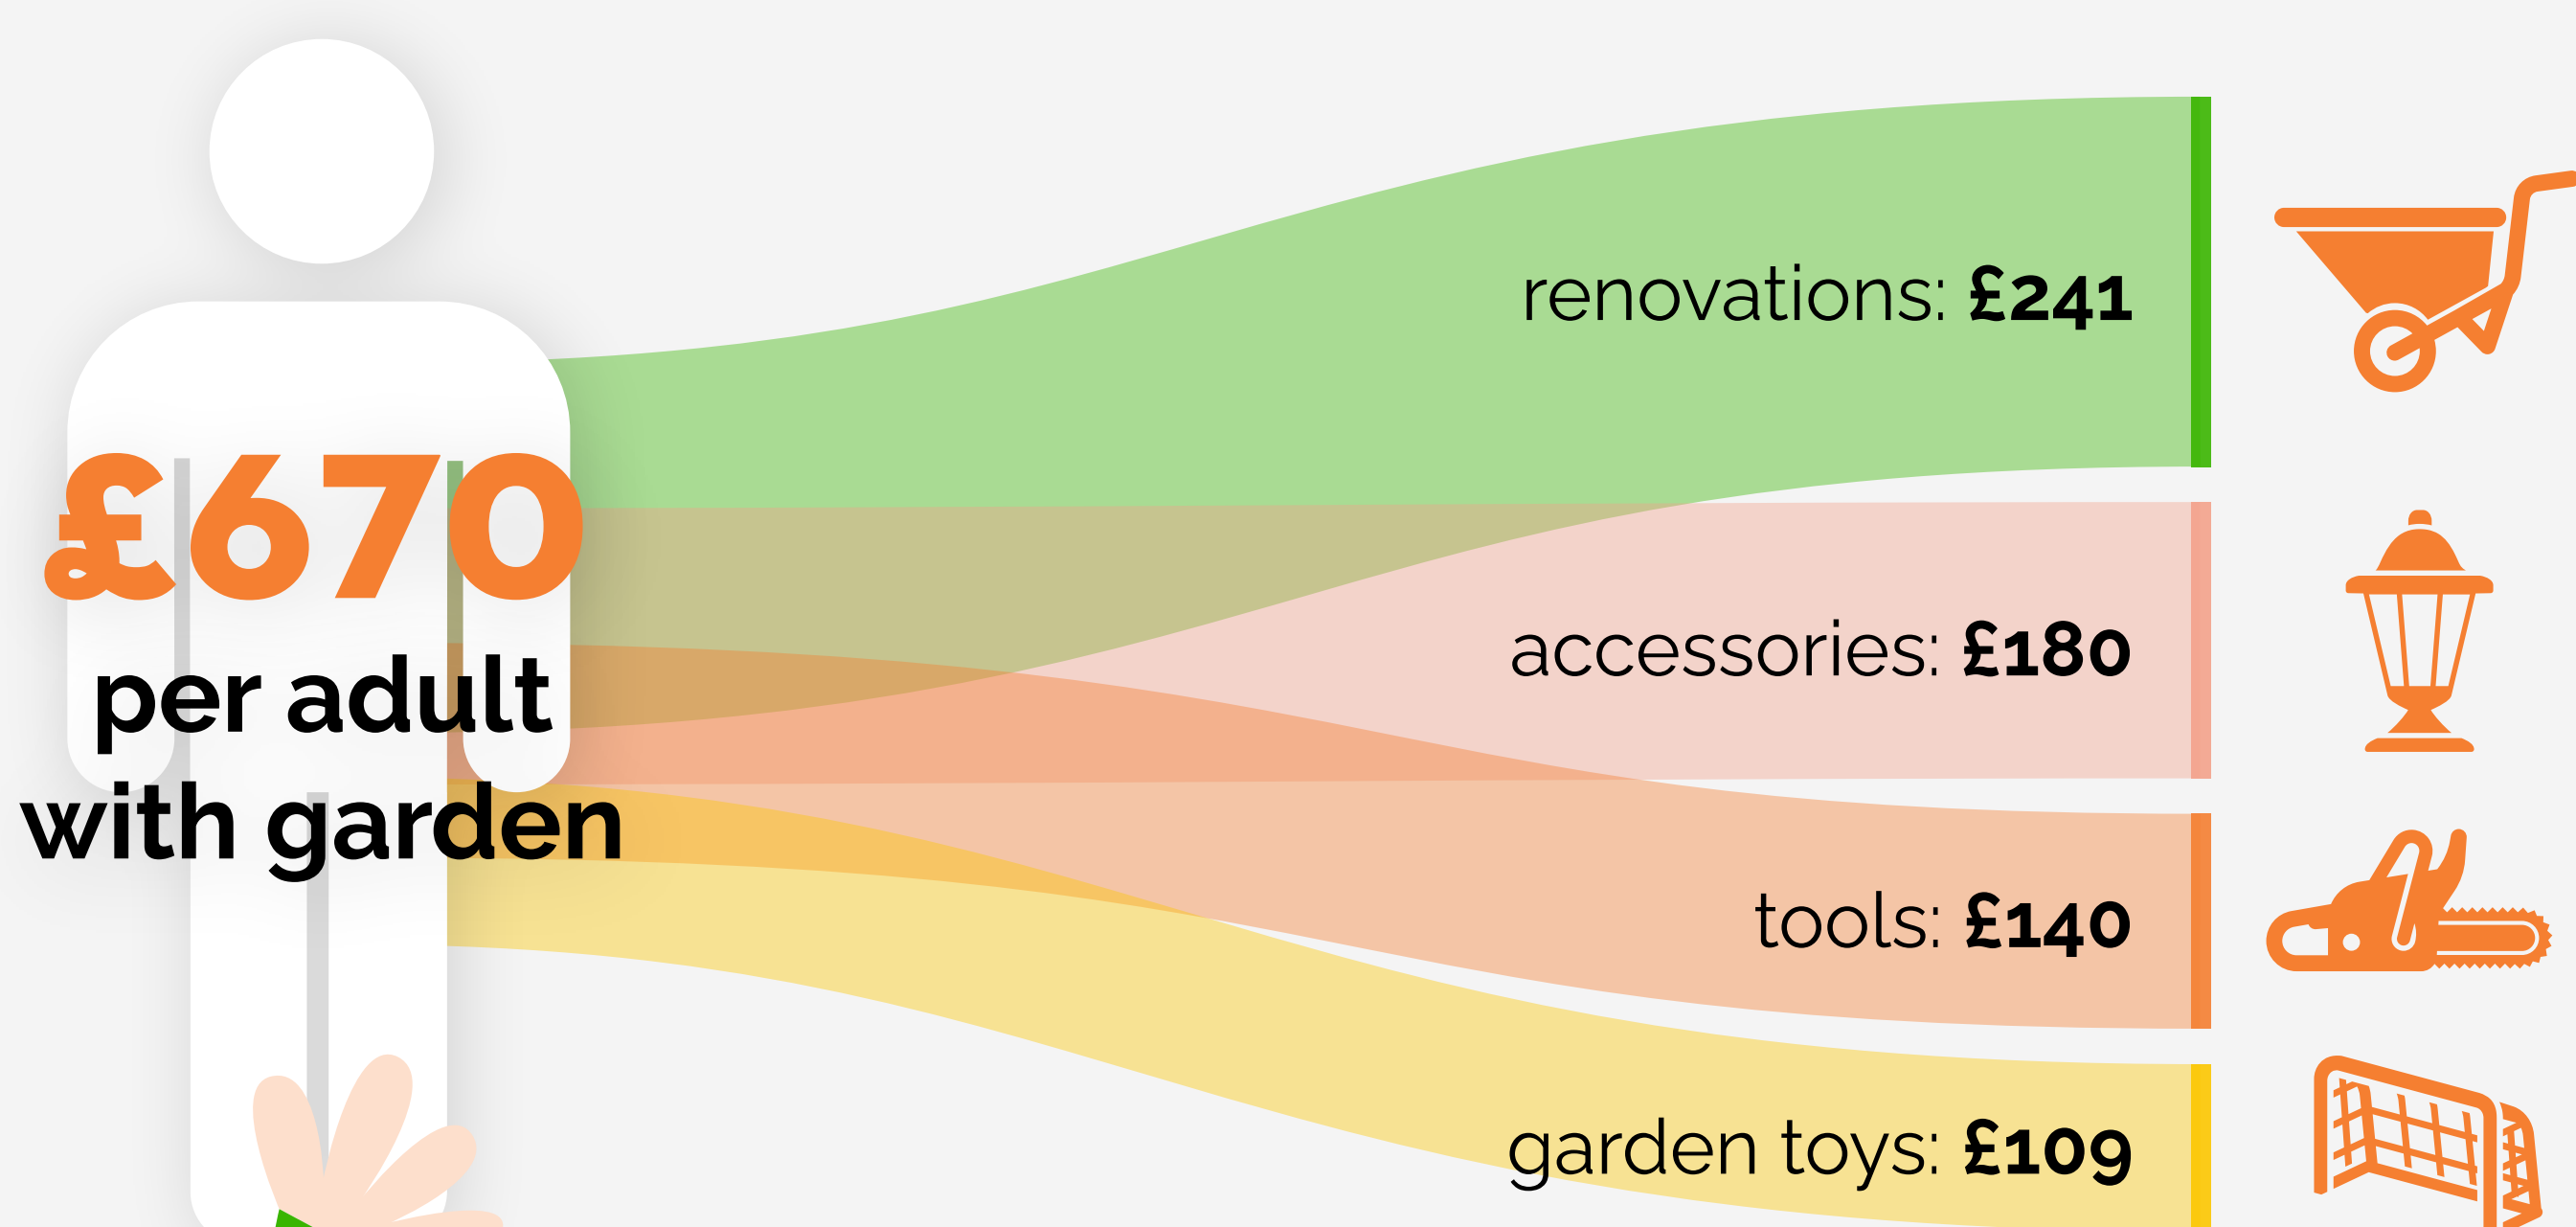 £670
per adult
with garden
renovations: £241
accessories: £180
tools: £140
garden toys: £109